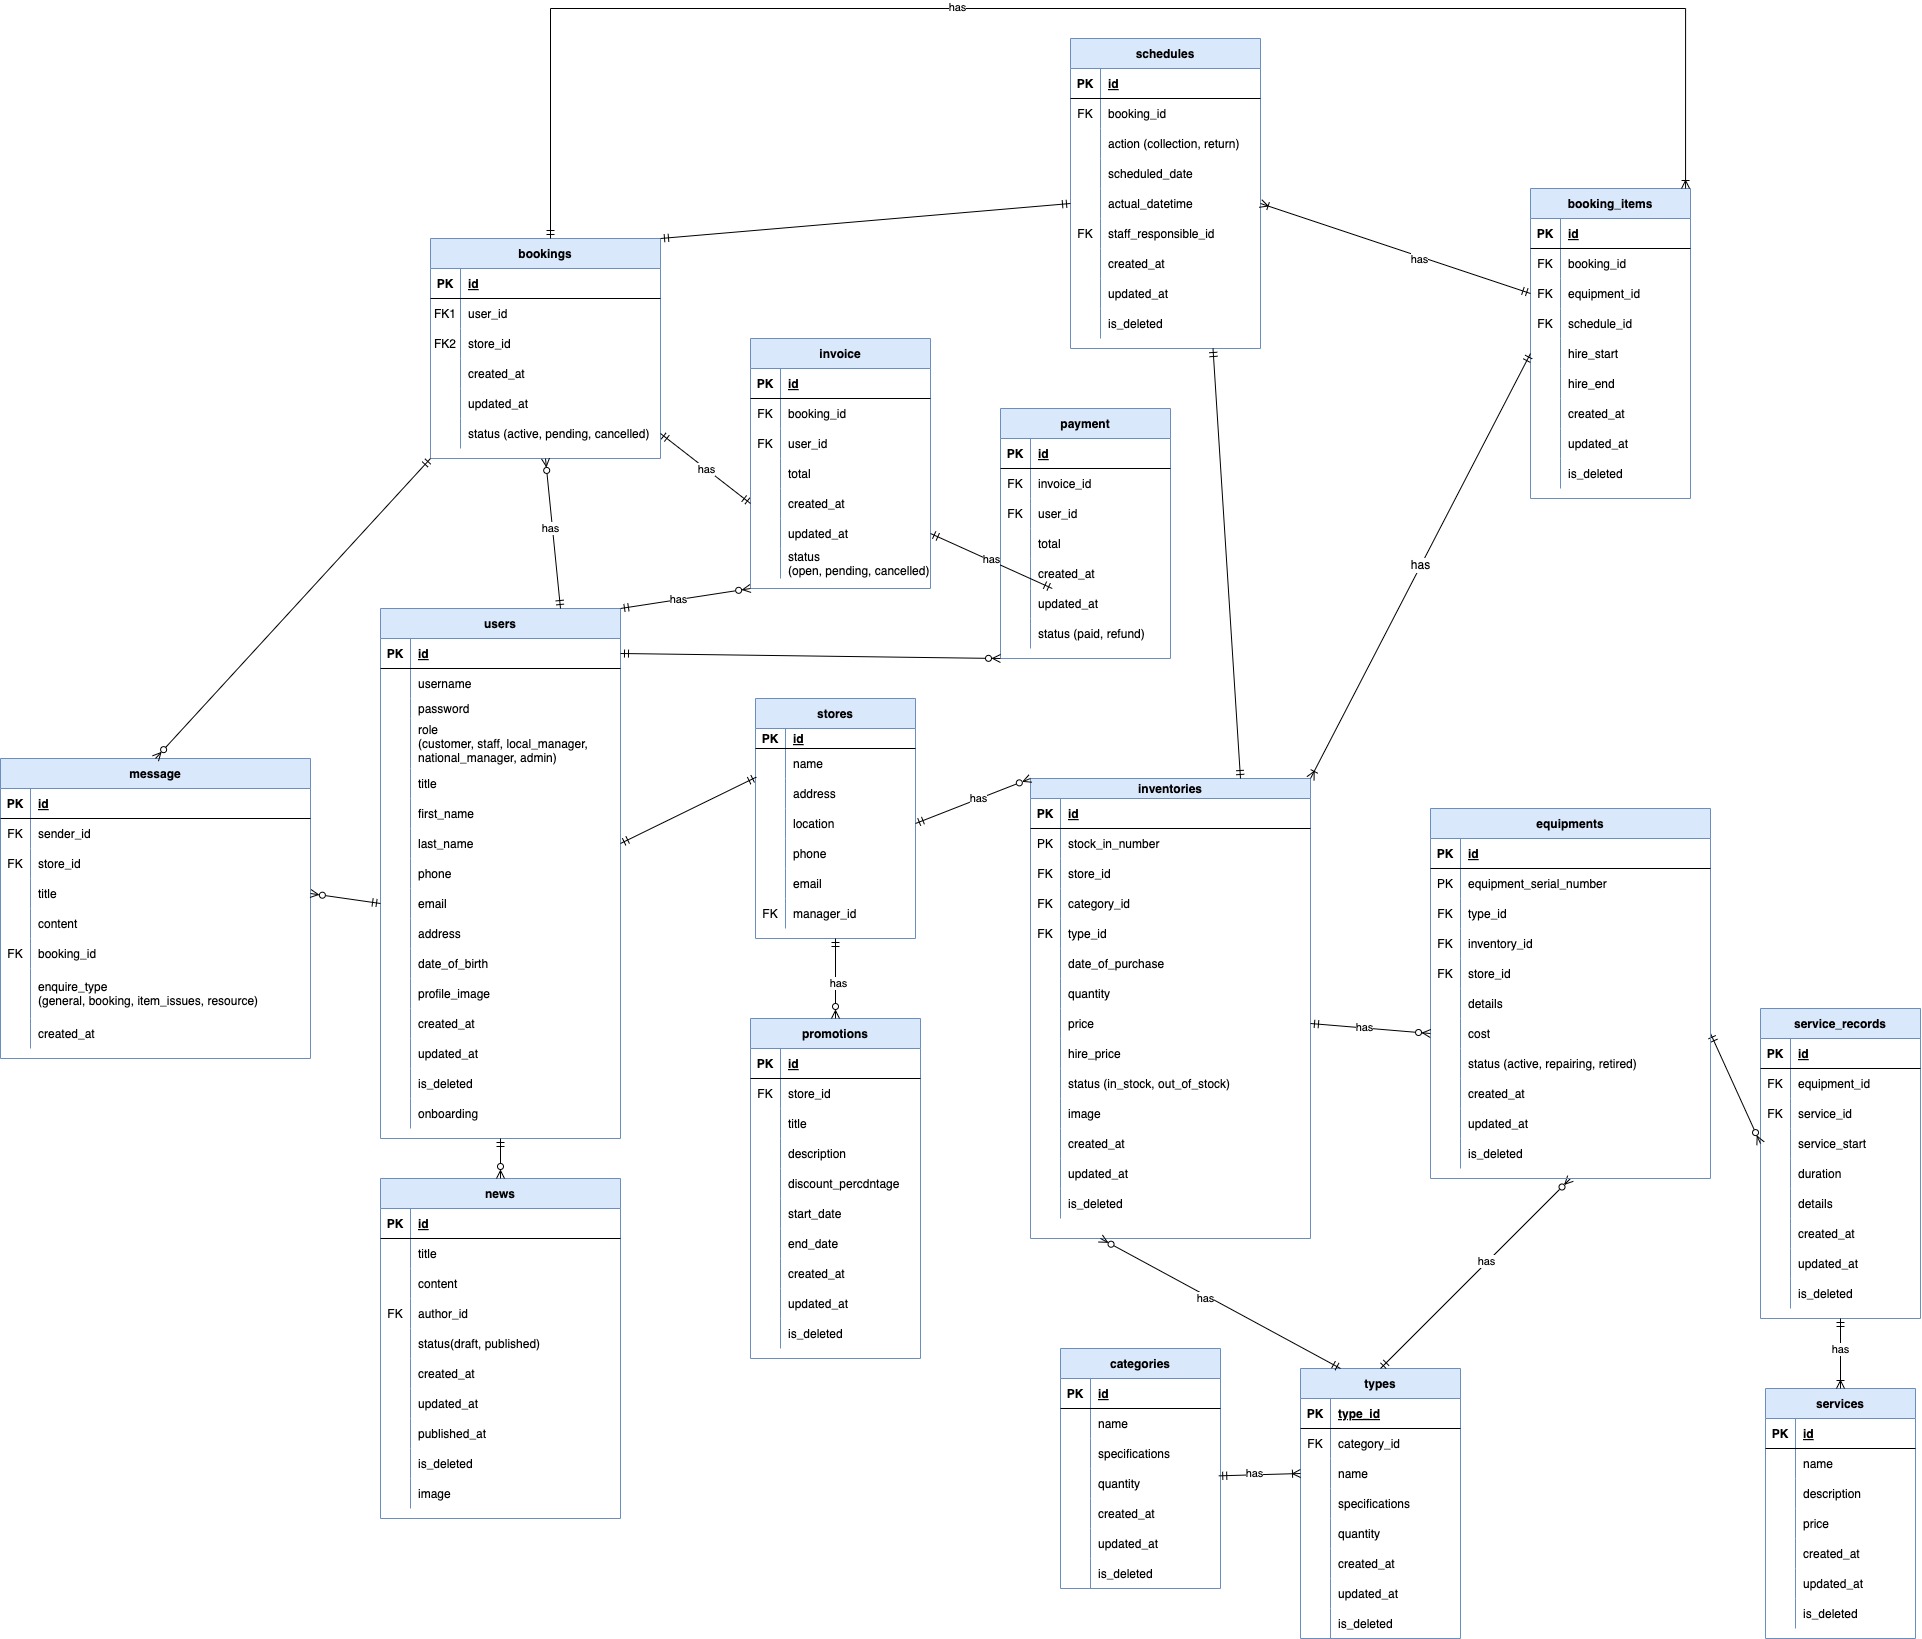 has
schedules
PK id
FK booking_id
action (collection, return)
scheduled_date
actual_datetime
FK staff_responsible_id
created_at
updated_at
is_deleted
booking_items
PK id
FK booking_id
FK equipment_id
FK schedule_id
hire_start
hire_end
created_at
updated_at
is_deleted
has
bookings
PK id
FK1 user_id
FK2 store_id
created_at
updated_at
status (active, pending, cancelled)
has
has
invoice
PK id
FK booking_id
FK user_id
total
created_at
updated_at
status
(open, pending, cancelled)
has
has
payment
PK id
FK invoice_id
FK user_id
total
created_at
updated_at
status (paid, refund)
has
users
PK id
username
password
role
(customer, staff, local_manager,
national_manager, admin)
title
first_name
last_name
phone
email
address
date_of_birth
profile_image
created_at
updated_at
is_deleted
onboarding
stores
PK id
name
address
location
phone
email
FK manager_id
has
has
message
PK id
FK sender_id
FK store_id
title
content
FK booking_id
enquire_type
(general, booking, item_issues, resource)
created_at
inventories
PK id
PK stock_in_number
FK store_id
FK category_id
FK type_id
date_of_purchase
quantity
price
hire_price
status (in_stock, out_of_stock)
image
created_at
updated_at
is_deleted
has
equipments
PK id
PK equipment_serial_number
FK type_id
FK inventory_id
FK store_id
details
cost
status (active, repairing, retired)
created_at
updated_at
is_deleted
service_records
PK id
FK equipment_id
FK service_id
service_start
duration
details
created_at
updated_at
is_deleted
has
promotions
PK id
FK store_id
title
description
discount_percdntage
start_date
end_date
created_at
updated_at
is_deleted
news
PK id
title
content
FK author_id
status(draft, published)
created_at
updated_at
published_at
is_deleted
image
has
has
categories
PK id
name
specifications
quantity
created_at
updated_at
is_deleted
has
types
PK type_id
FK category_id
name
specifications
quantity
created_at
updated_at
is_deleted
services
PK id
name
description
price
created_at
updated_at
is_deleted